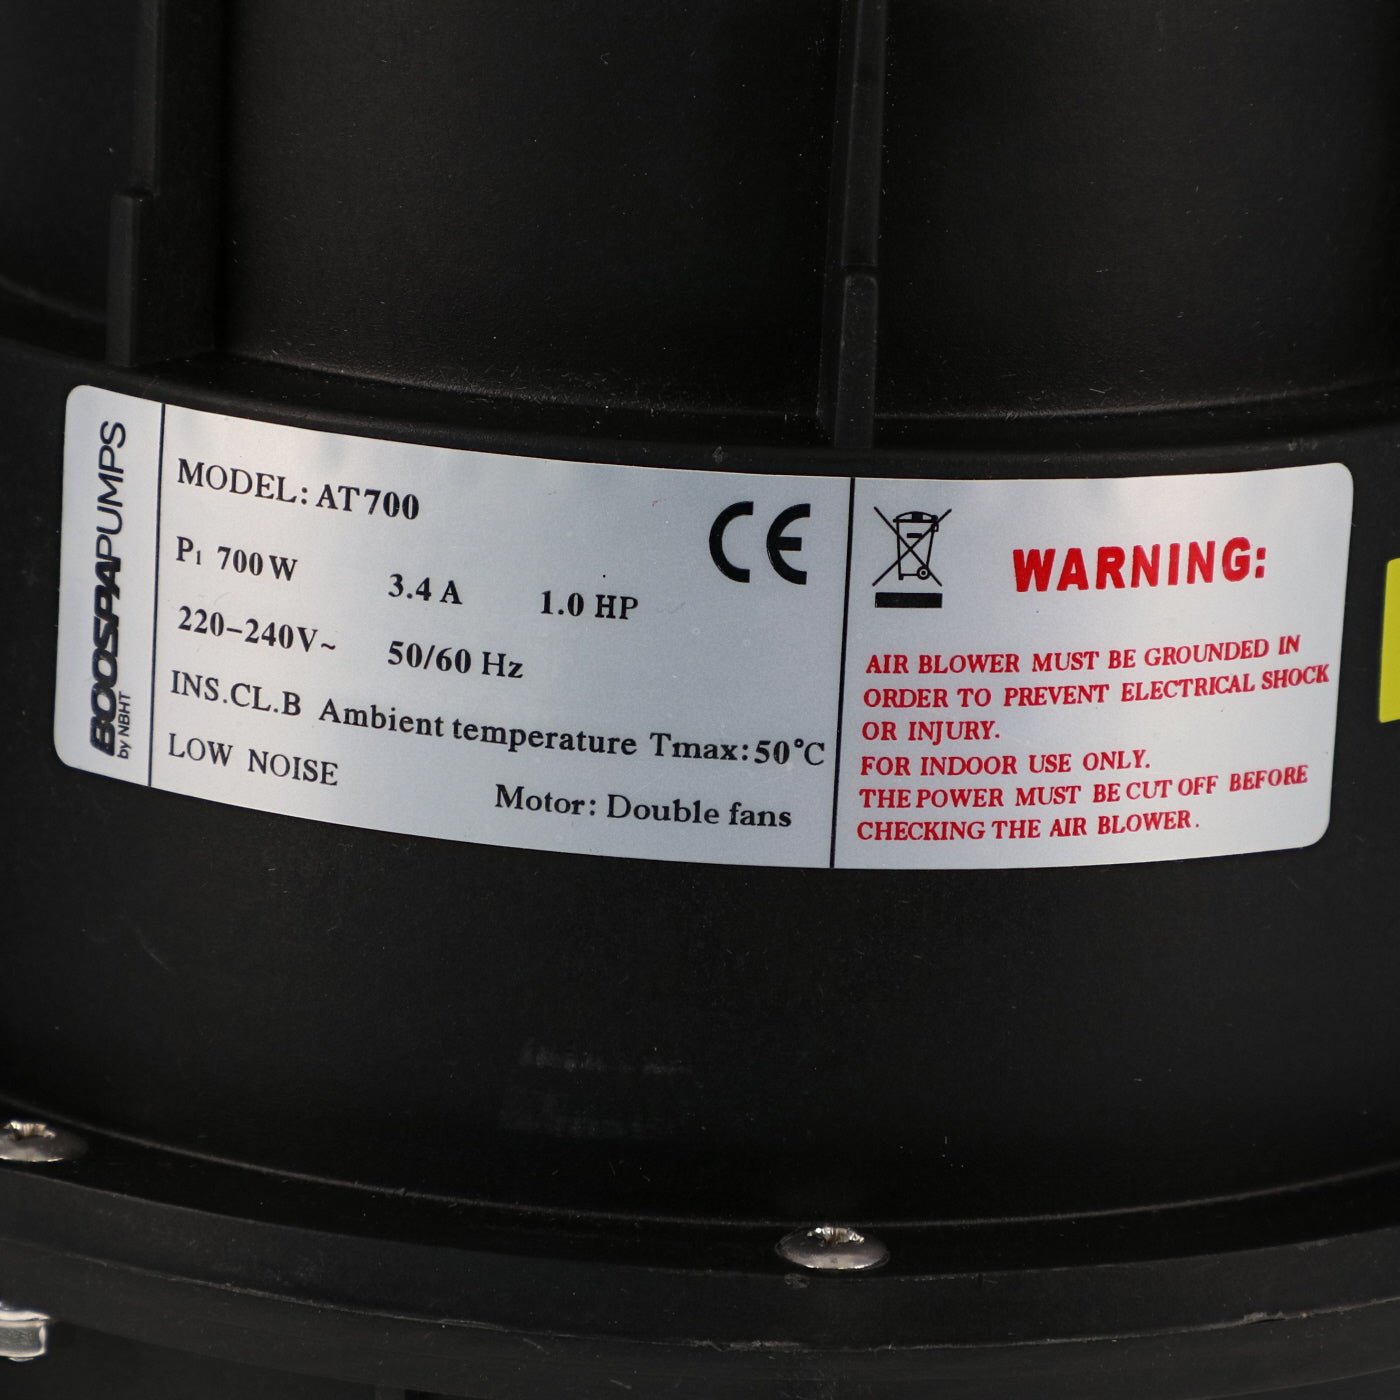 BOOSPAPUMPS
by NBHT
MODEL: AT700
P1 700 W 3.4 A 1.0 HP
220-240V~ 50/60 Hz
INS.CL.B Ambient temperature Tmax:50°C
LOW NOISE Motor: Double fans
CE
WARNING:
AIR BLOWER MUST BE GROUNDED IN
ORDER TO PREVENT ELECTRICAL SHOCK
OR INJURY.
FOR INDOOR USE ONLY.
THE POWER MUST BE CUT OFF BEFORE
CHECKING THE AIR BLOWER.